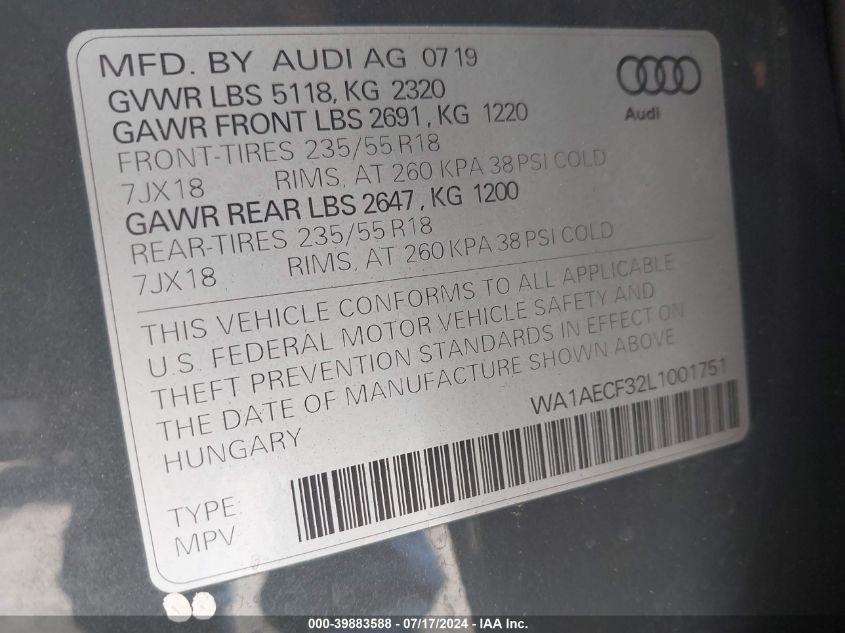 MFD. BY AUDI AG 07 19
GVWR LBS 5118, KG 2320
GAWR FRONT LBS 2691, KG 1220
FRONT-TIRES 235/55 R18
7JX18 RIMS, AT 260 KPA 38 PSI COLD
GAWR REAR LBS 2647, KG 1200
REAR-TIRES 235/55 R18
7JX18 RIMS, AT 260 KPA 38 PSI COLD
Audi
THIS VEHICLE CONFORMS TO ALL APPLICABLE
U.S. FEDERAL MOTOR VEHICLE SAFETY AND
THEFT PREVENTION STANDARDS IN EFFECT ON
THE DATE OF MANUFACTURE SHOWN ABOVE
HUNGARY
WA1AECF32L1001751
TYPE:
MPV
000-39883588 - 07/17/2024 - IAA Inc.